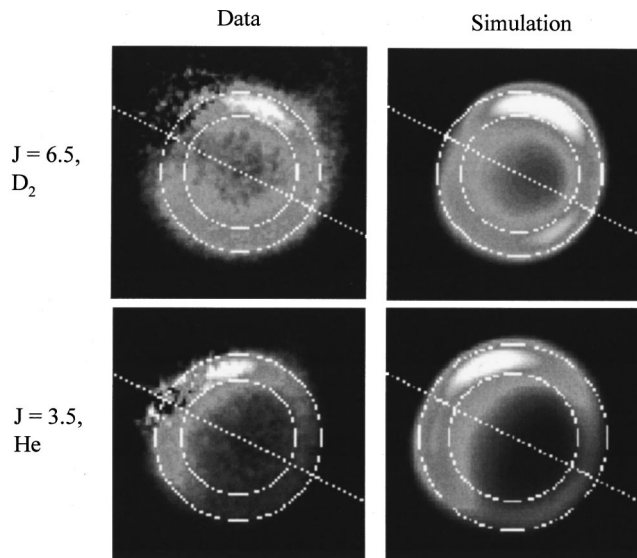 Data
Simulation
J = 6.5,
D₂
J = 3.5,
He